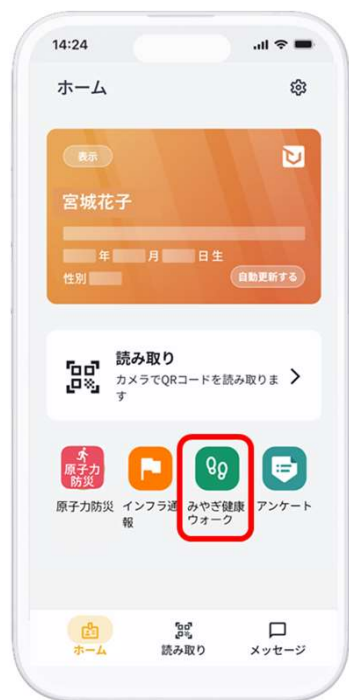 14:24
ホーム
表示
宮城花子
年 月 日生
性別
自動更新する
読み取り
カメラでQRコードを読み取りま
す
原子力
防災
原子力防災
インフラ通
報
みやぎ健康
ウォーク
アンケート
ホーム
読み取り
メッセージ